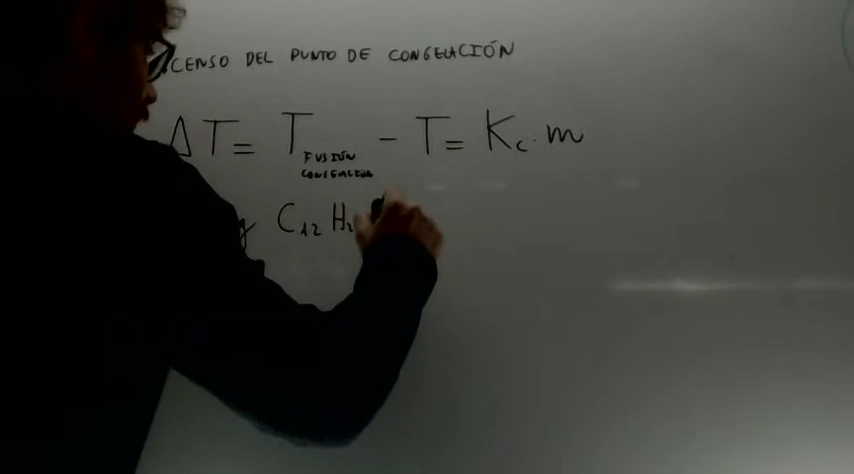 CENSO DEL PUNTO DE CONGELACIÓN
ΔT = T FUSIÓN CONGELACIÓN - T = Kc · m
g C12 H2